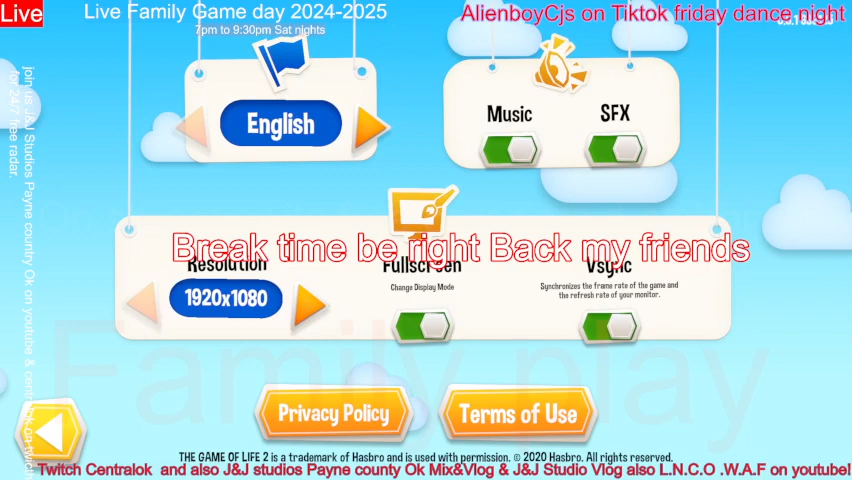 Live
Live Family Game day 2024-2025
7pm to 9:30pm Sat nights
AlienboyCjs on Tiktok friday dance night
English
Music
SFX
Break time be right Back my friends
Resolution
Fullscreen
Vsync
1920x1080
Change Display Mode
Synchronizes the frame rate of the game and
the refresh rate of your monitor.
Family play
Privacy Policy
Terms of Use
THE GAME OF LIFE 2 is a trademark of Hasbro and is used with permission. © 2020 Hasbro. All rights reserved.
Twitch Centralok and also J&J studios Payne county Ok Mix&Vlog & J&J Studio Vlog also L.N.C.O .W.A.F on youtube!
join us J&J Studios Payne country Ok on youtube &
for 24/7 free radar.